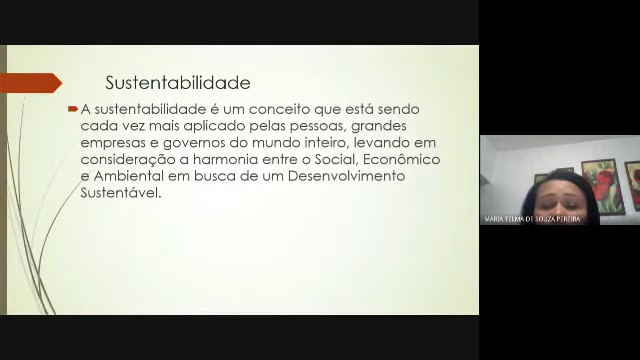 Sustentabilidade
A sustentabilidade é um conceito que está sendo
cada vez mais aplicado pelas pessoas, grandes
empresas e governos do mundo inteiro, levando em
consideração a harmonia entre o Social, Econômico
e Ambiental em busca de um Desenvolvimento
Sustentável.
MARIA TELMA DE SOUZA PEREIRA